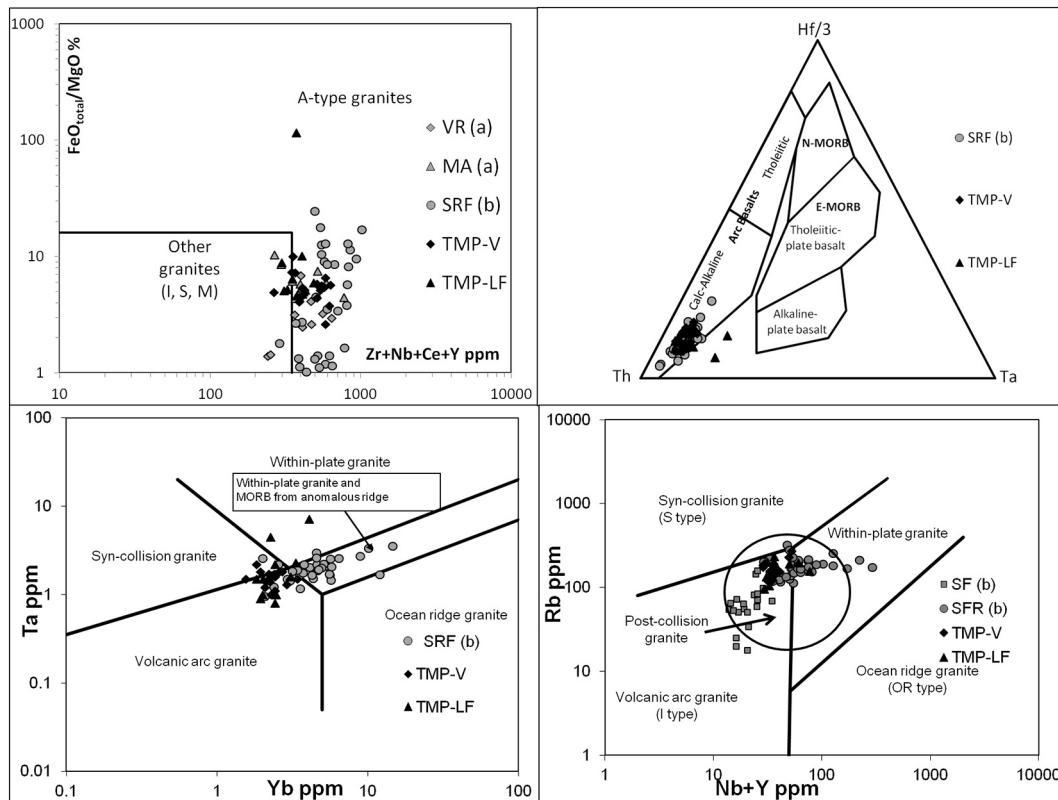 1000
100
10
1
FeO_total/MgO %
A-type granites
VR (a)
MA (a)
SRF (b)
TMP-V
TMP-LF
Other
granites
(I, S, M)
Zr+Nb+Ce+Y ppm
10
100
1000
10000
Hf/3
Tholeiitic
N-MORB
SRF (b)
Arc Basalts
E-MORB
TMP-V
Tholeiitic-
plate basalt
Calc-Alkaline
TMP-LF
Alkaline-
plate basalt
Th
Ta
100
10
1
0.1
0.01
Ta ppm
Within-plate granite
Within-plate granite and
MORB from anomalous ridge
Syn-collision granite
Ocean ridge granite
SRF (b)
Volcanic arc granite
TMP-V
TMP-LF
0.1
1
10
100
Yb ppm
10000
1000
100
10
1
Rb ppm
Syn-collision granite
(S type)
Within-plate granite
SF (b)
SFR (b)
Post-collision
granite
TMP-V
TMP-LF
Volcanic arc granite
(I type)
Ocean ridge granite
(OR type)
1
10
100
1000
10000
Nb+Y ppm